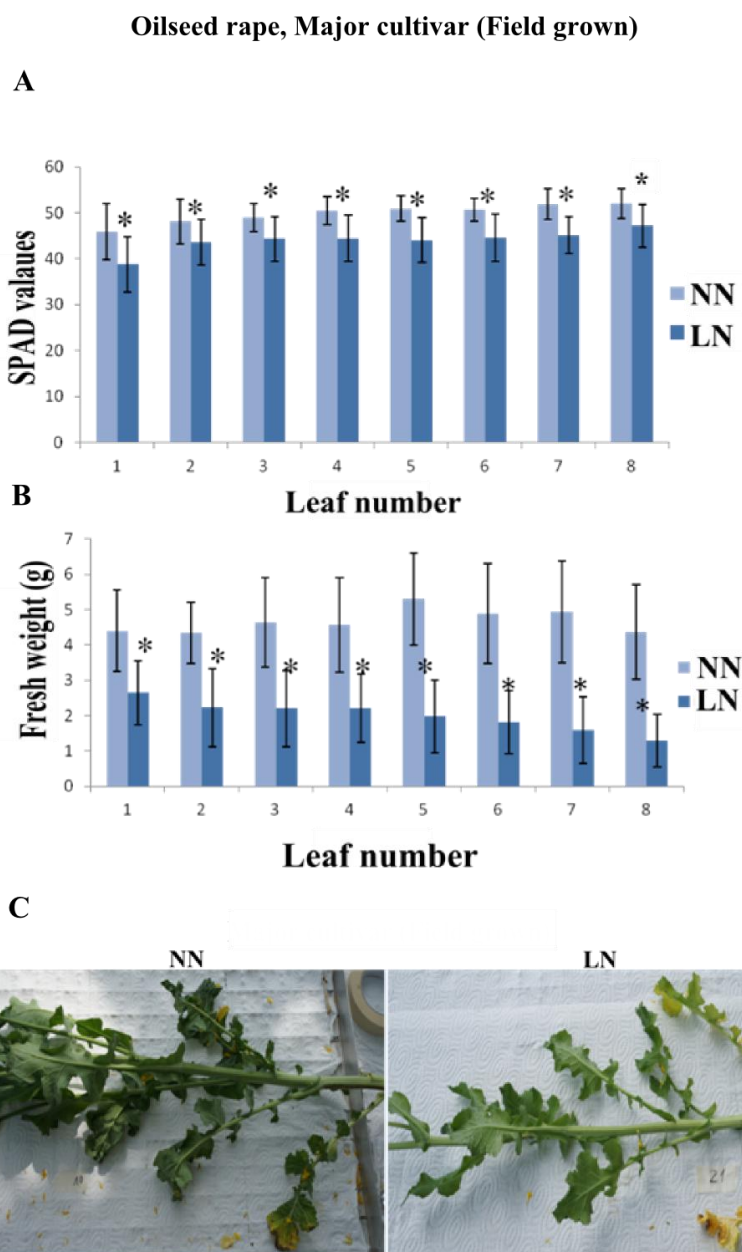 Oilseed rape, Major cultivar (Field grown)
A
SPAD valaues
60
50
40
30
20
10
0
* * * * * * * *
1 2 3 4 5 6 7 8
Leaf number
NN
LN
B
Fresh weight (g)
7
6
5
4
3
2
1
0
* * * * * * * *
1 2 3 4 5 6 7 8
Leaf number
NN
LN
C
NN LN
21